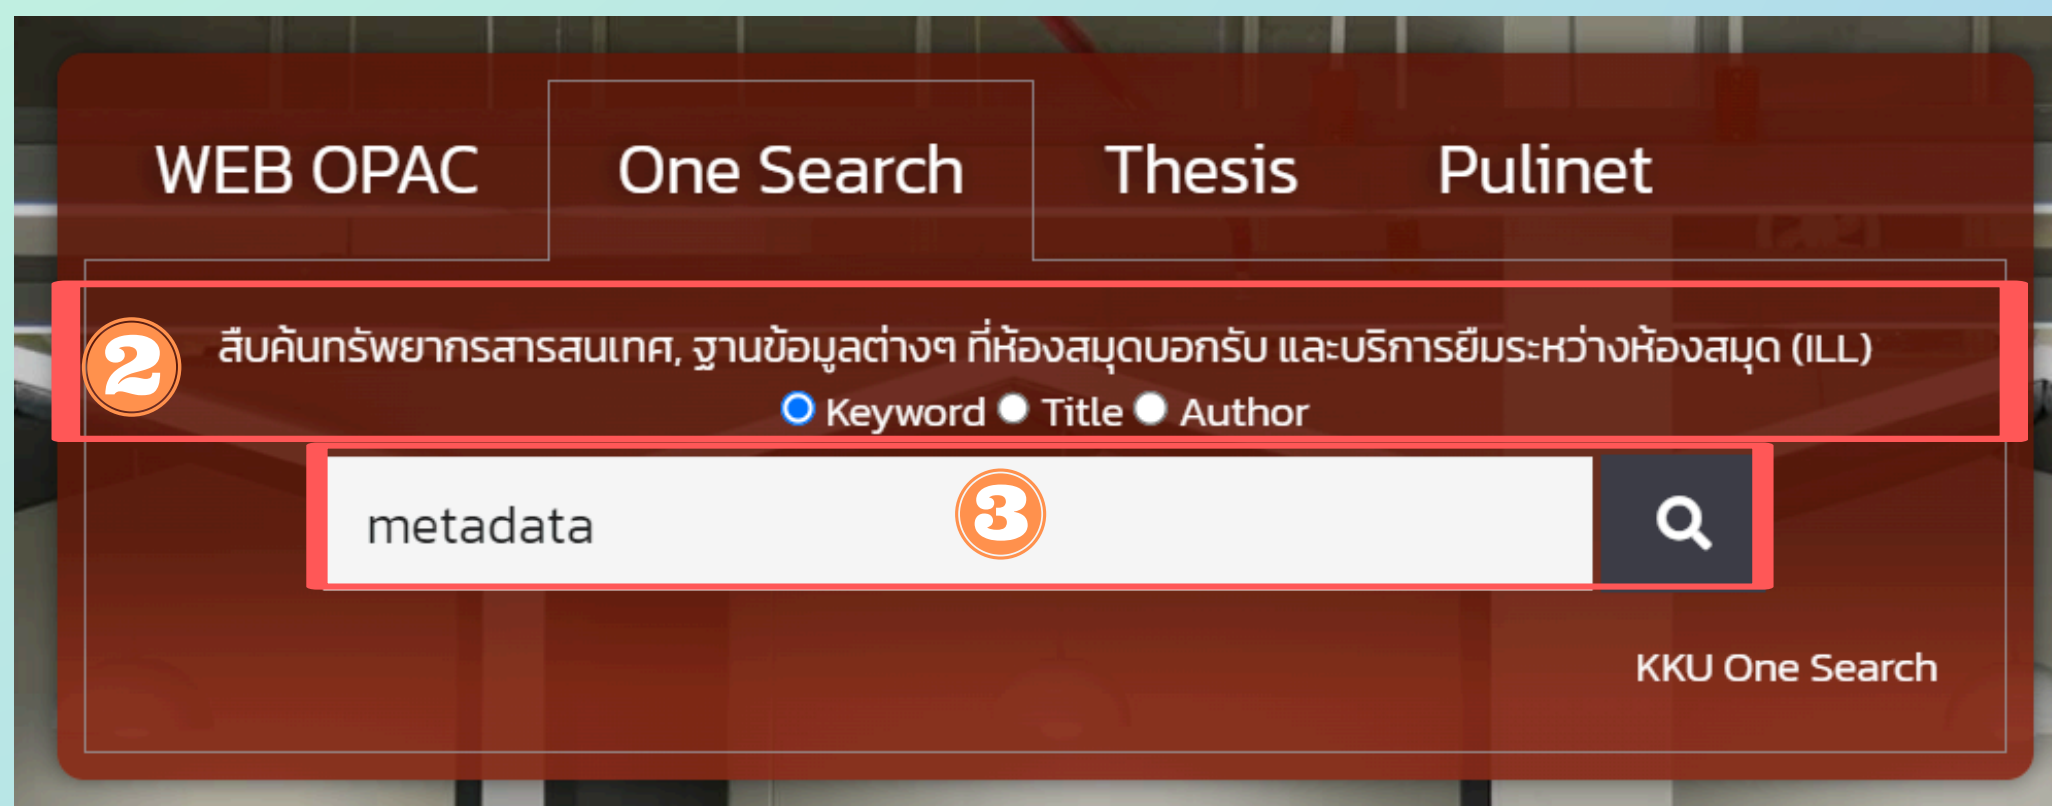 WEB OPAC One Search Thesis Pulinet
2 สืบค้นทรัพยากรสารสนเทศ, ฐานข้อมูลต่างๆ ที่ห้องสมุดบอกรับ และบริการยืมระหว่างห้องสมุด (ILL)
Keyword Title Author
metadata 3
KKU One Search